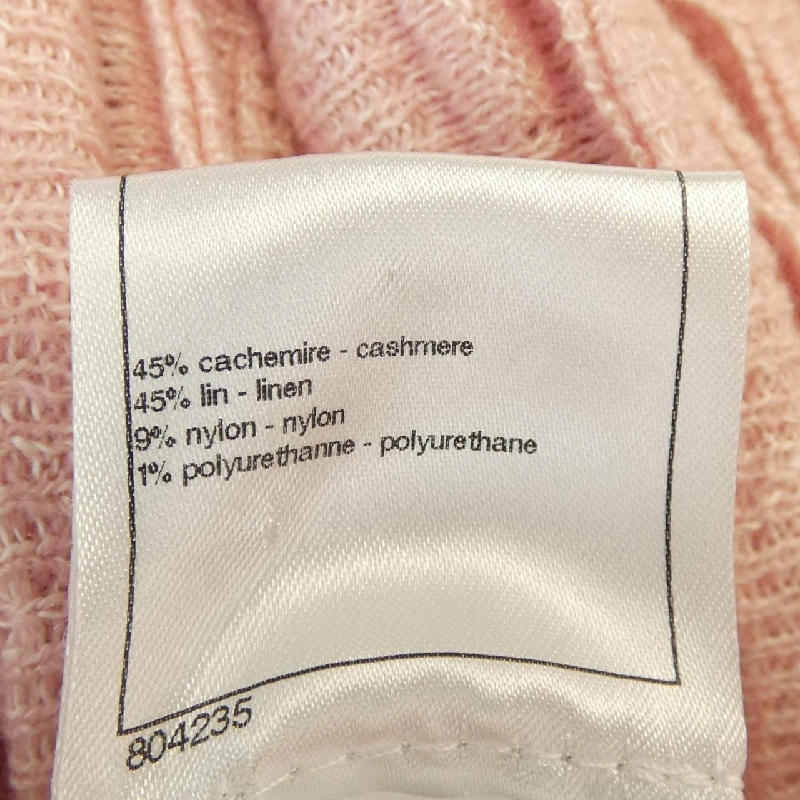 45% cachemire - cashmere
45% lin - linen
9% nylon - nylon
1% polyurethanne - polyurethane
804235